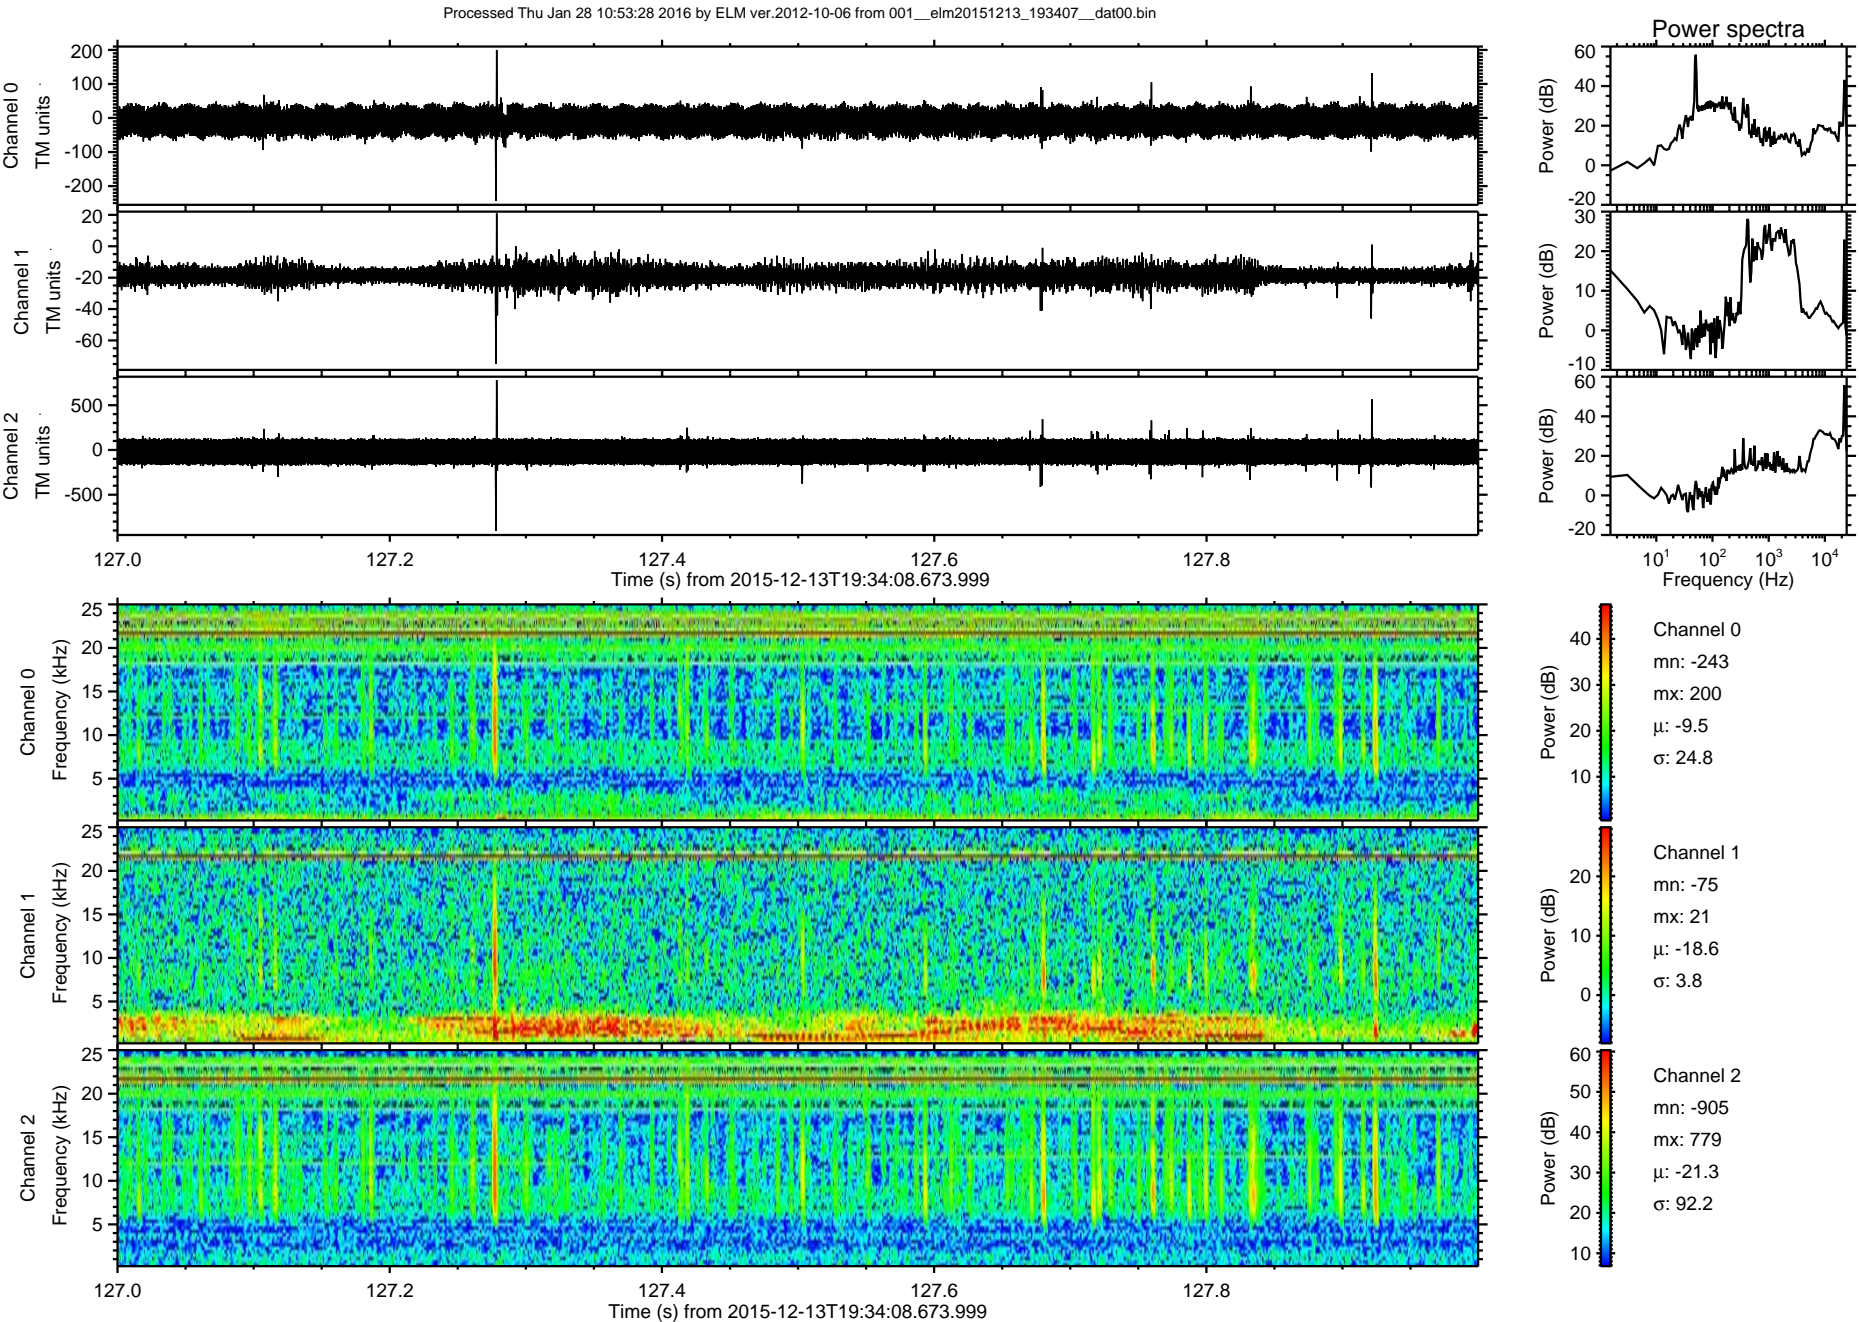 Processed Thu Jan 28 10:53:28 2016 by ELM ver.2012-10-06 from 001__elm20151213_193407__dat00.bin
Power spectra
Channel 0
TM units
200
100
0
-100
-200
Power (dB)
60
40
20
0
-20
Channel 1
TM units
20
0
-20
-40
-60
Power (dB)
30
20
10
0
-10
Channel 2
TM units
500
0
-500
Power (dB)
60
40
20
0
-20
127.0 127.2 127.4 127.6 127.8
Time (s) from 2015-12-13T19:34:08.673.999
10¹ 10² 10³ 10⁴
Frequency (Hz)
Channel 0
Frequency (kHz)
25
20
15
10
5
Power (dB)
40
30
20
10
Channel 0
mn: -243
mx: 200
μ: -9.5
σ: 24.8
Channel 1
Frequency (kHz)
25
20
15
10
5
Power (dB)
20
10
0
Channel 1
mn: -75
mx: 21
μ: -18.6
σ: 3.8
Channel 2
Frequency (kHz)
25
20
15
10
5
Power (dB)
60
50
40
30
20
10
Channel 2
mn: -905
mx: 779
μ: -21.3
σ: 92.2
127.0 127.2 127.4 127.6 127.8
Time (s) from 2015-12-13T19:34:08.673.999